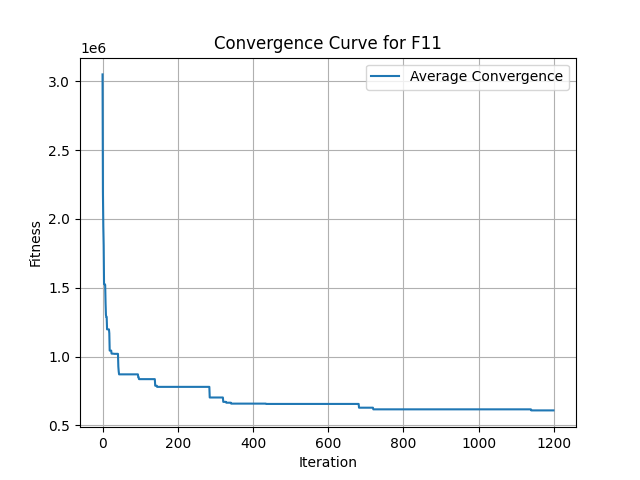 Convergence Curve for F11
1e6
Average Convergence
3.0
2.5
2.0
1.5
1.0
0.5
Fitness
0 200 400 600 800 1000 1200
Iteration